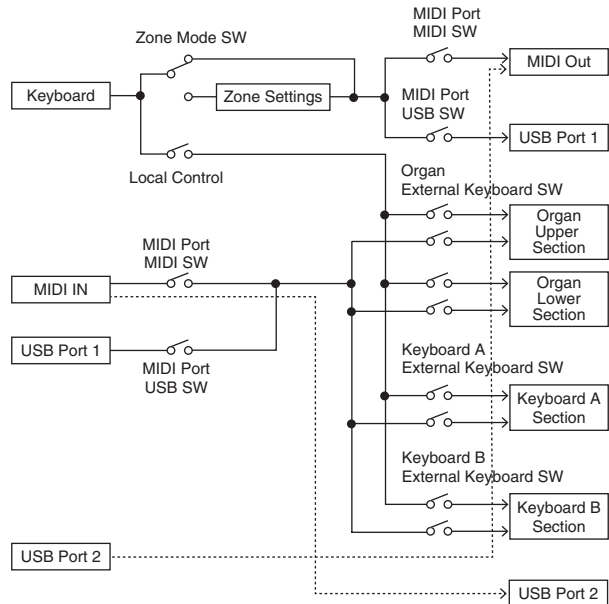 MIDI Port
MIDI SW
Zone Mode SW
MIDI Out
Keyboard
Zone Settings
MIDI Port
USB SW
USB Port 1
Local Control
Organ
External Keyboard SW
Organ
Upper
Section
MIDI Port
MIDI SW
MIDI IN
Organ
Lower
Section
USB Port 1
MIDI Port
USB SW
Keyboard A
External Keyboard SW
Keyboard A
Section
Keyboard B
External Keyboard SW
Keyboard B
Section
USB Port 2
USB Port 2